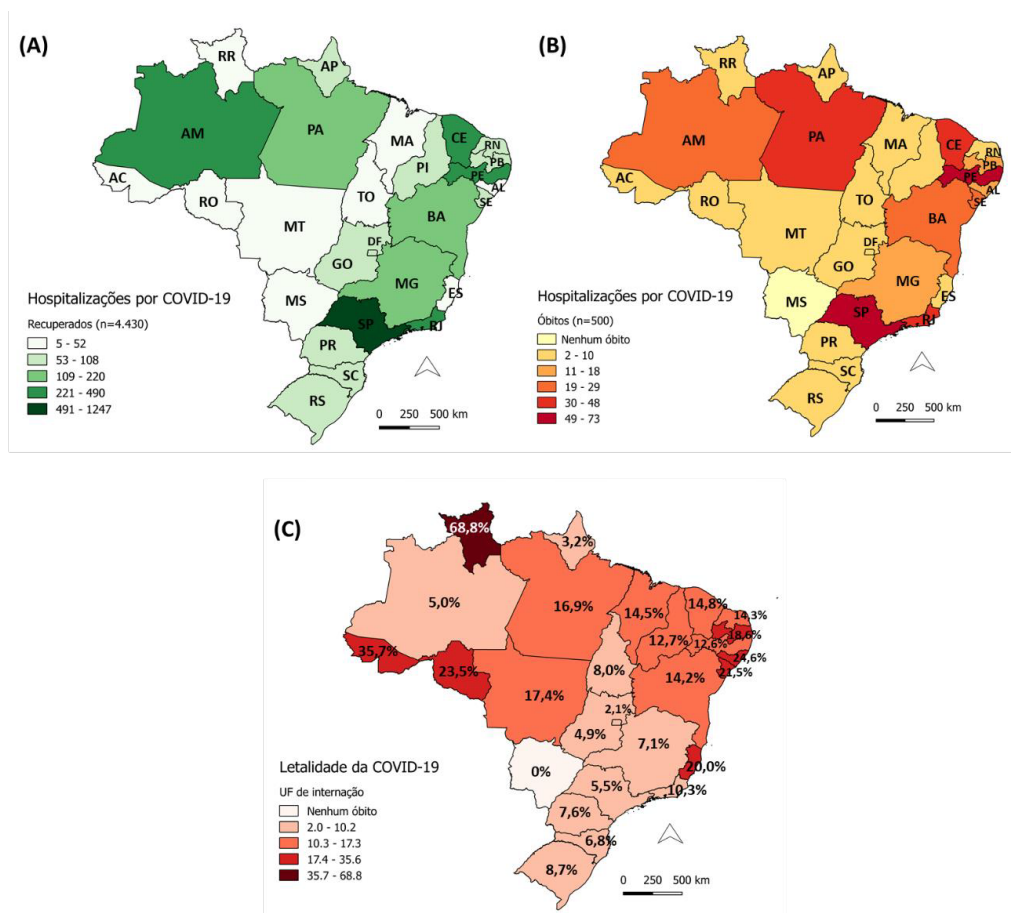 (A)
RR
AP
AM
PA
MA
CE
RN
PB
PI
PE
AL
SE
AC
RO
TO
BA
MT
DF
GO
MG
ES
MS
SP
RJ
PR
SC
RS
Hospitalizações por COVID-19
Recuperados (n=4.430)
5 - 52
53 - 108
109 - 220
221 - 490
491 - 1247
0 250 500 km
(B)
RR
AP
AM
PA
MA
CE
RN
PB
PE
AL
SE
AC
RO
TO
BA
MT
DF
GO
MG
ES
MS
SP
RJ
PR
SC
RS
Hospitalizações por COVID-19
Óbitos (n=500)
Nenhum óbito
2 - 10
11 - 18
19 - 29
30 - 48
49 - 73
0 250 500 km
(C)
68,8%
3,2%
5,0%
16,9%
14,5%
14,8%
14,3%
12,7%
12,6%
18,6%
24,6%
21,5%
35,7%
23,5%
8,0%
14,2%
17,4%
2,1%
4,9%
7,1%
20,0%
0%
5,5%
10,3%
7,6%
6,8%
8,7%
Letalidade da COVID-19
UF de internação
Nenhum óbito
2.0 - 10.2
10.3 - 17.3
17.4 - 35.6
35.7 - 68.8
0 250 500 km